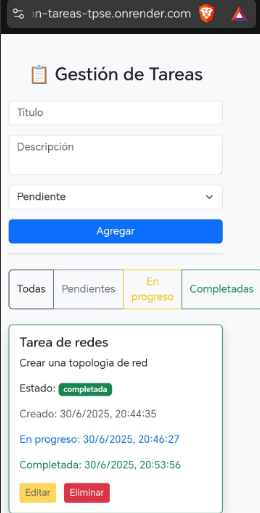 on-tareas-tpse.onrender.com
📋 Gestión de Tareas
Título
Descripción
Pendiente
Agregar
Todas
Pendientes
En
progreso
Completadas
Tarea de redes
Crear una topologia de red
Estado: completada
Creado: 30/6/2025, 20:44:35
En progreso: 30/6/2025, 20:46:27
Completada: 30/6/2025, 20:53:56
Editar Eliminar